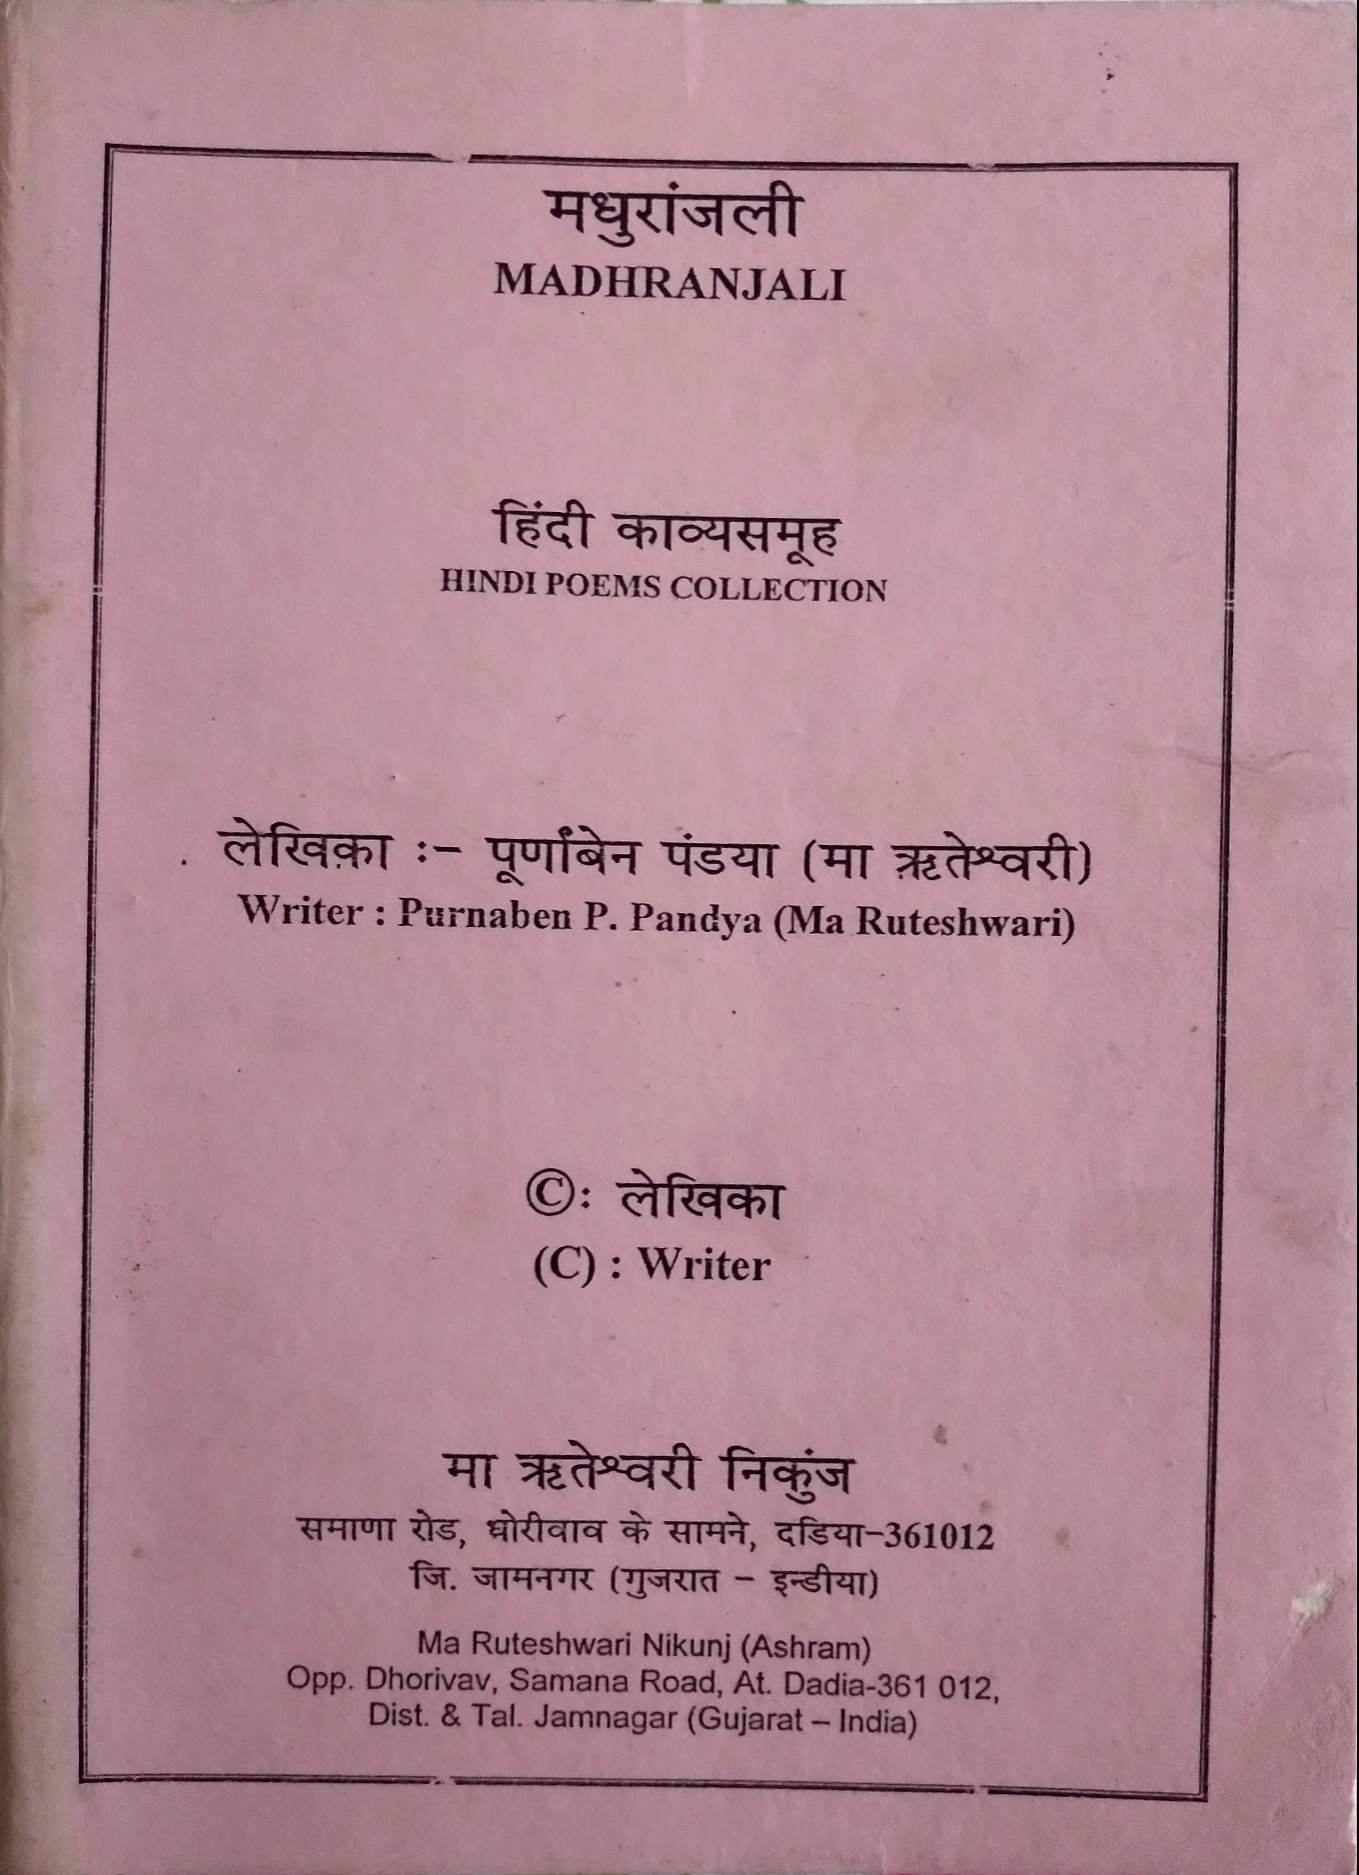 मधुरांजली
MADHRANJALI
हिंदी काव्यसमूह
HINDI POEMS COLLECTION
लेखिक़ा :- पूर्णांबेन पंडया (मा ऋ़तेश्वरी)
Writer : Purnaben P. Pandya (Ma Ruteshwari)
©: लेखिका
(C) : Writer
मा ऋतेश्वरी निकुंज
समाणा रोड, धोरीवाव के सामने, दडिया-361012
जि. जामनगर (गुजरात - इन्डीया)
Ma Ruteshwari Nikunj (Ashram)
Opp. Dhorivav, Samana Road, At. Dadia-361 012,
Dist. & Tal. Jamnagar (Gujarat – India)